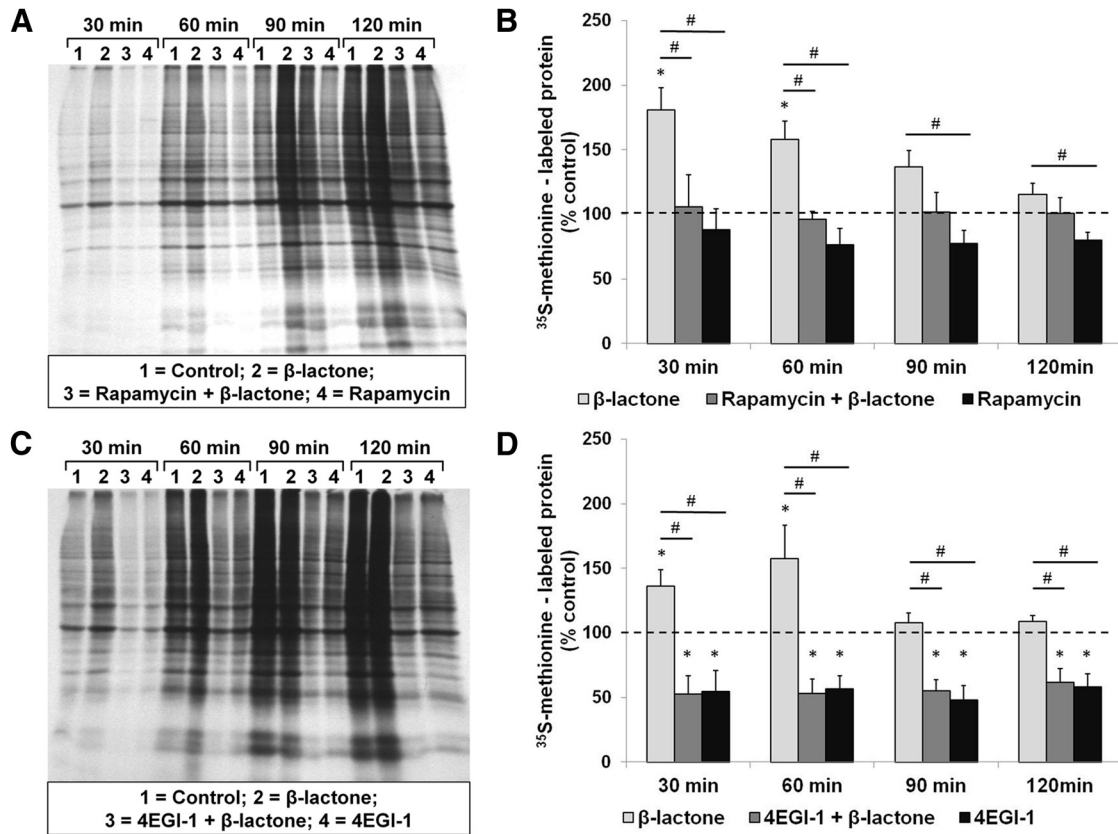 A
30 min 60 min 90 min 120 min
1 2 3 4 1 2 3 4 1 2 3 4 1 2 3 4
1 = Control; 2 = β-lactone;
3 = Rapamycin + β-lactone; 4 = Rapamycin
B
35S-methionine - labeled protein
(% control)
250
200
150
100
50
0
# # * # # * # #
30 min 60 min 90 min 120min
β-lactone Rapamycin + β-lactone Rapamycin
C
30 min 60 min 90 min 120 min
1 2 3 4 1 2 3 4 1 2 3 4 1 2 3 4
1 = Control; 2 = β-lactone;
3 = 4EGI-1 + β-lactone; 4 = 4EGI-1
D
35S-methionine - labeled protein
(% control)
250
200
150
100
50
0
# # * * * # # * * * # # * * # # * *
30 min 60 min 90 min 120min
β-lactone 4EGI-1 + β-lactone 4EGI-1